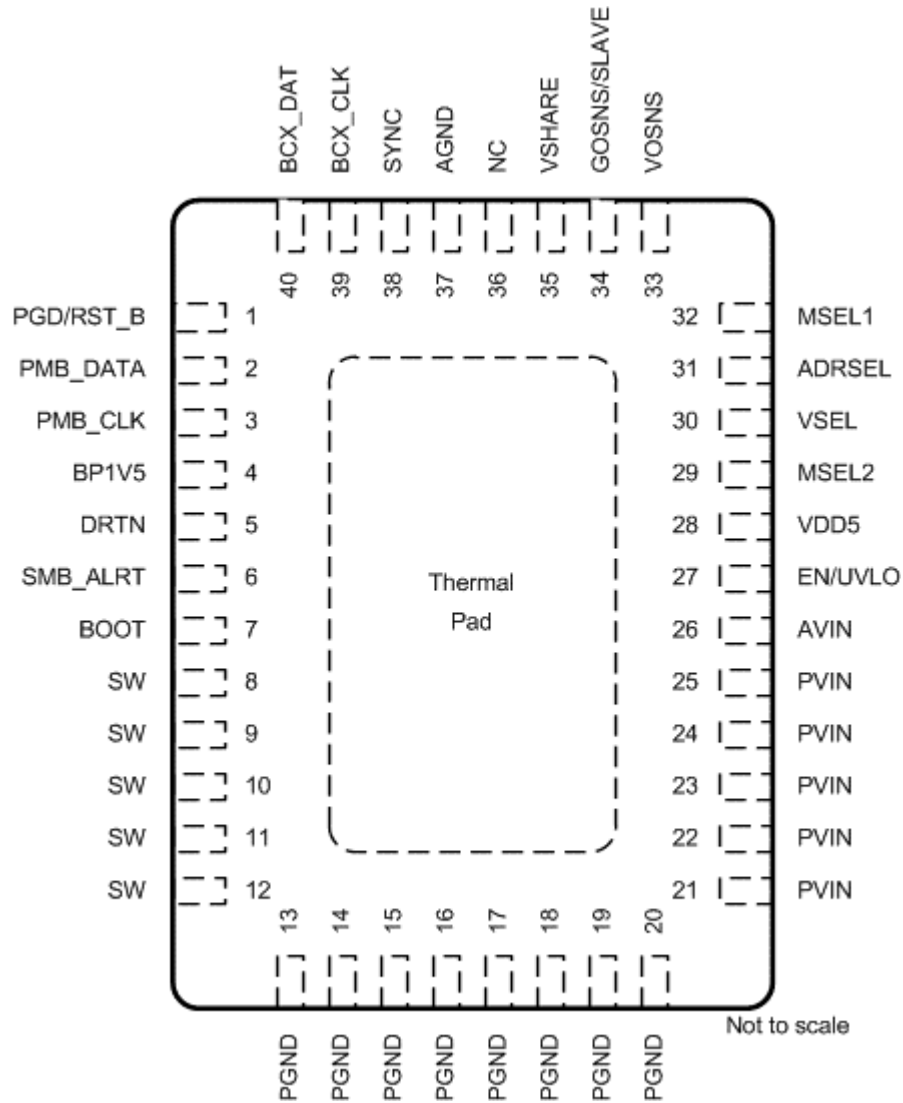 BCX_DAT
BCX_CLK
SYNC
AGND
NC
VSHARE
GOSNS/SLAVE
VOSNS
40
39
38
37
36
35
34
33
PGD/RST_B 1
32 MSEL1
PMB_DATA 2
31 ADRSEL
PMB_CLK 3
30 VSEL
BP1V5 4
29 MSEL2
DRTN 5
28 VDD5
SMB_ALRT 6
27 EN/UVLO
BOOT 7
26 AVIN
SW 8
25 PVIN
SW 9
24 PVIN
SW 10
23 PVIN
SW 11
22 PVIN
SW 12
21 PVIN
Thermal
Pad
13
14
15
16
17
18
19
20
PGND
PGND
PGND
PGND
PGND
PGND
PGND
PGND
Not to scale